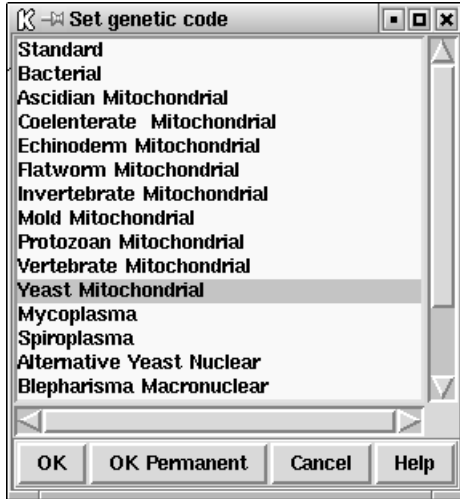 Set genetic code
Standard
Bacterial
Ascidian Mitochondrial
Coelenterate  Mitochondrial
Echinoderm Mitochondrial
Flatworm Mitochondrial
Invertebrate Mitochondrial
Mold Mitochondrial
Protozoan Mitochondrial
Vertebrate Mitochondrial
Yeast Mitochondrial
Mycoplasma
Spiroplasma
Alternative Yeast Nuclear
Blepharisma Macronuclear
OK OK Permanent Cancel Help